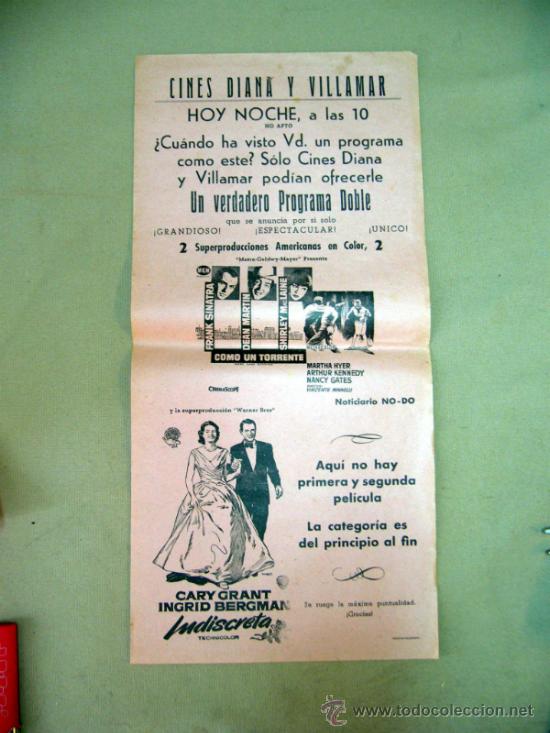 CINES DIANA Y VILLAMAR
HOY NOCHE, a las 10
NO APTO
¿Cuándo ha visto Vd. un programa
como este? Sólo Cines Diana
y Villamar podían ofrecerle
Un verdadero Programa Doble
que se anuncia por si solo
¡GRANDIOSO! ¡ESPECTACULAR! ¡UNICO!
2 Superproducciones Americanas en Color, 2
"Metro-Goldwy-Mayer" Presenta
MGM
FRANK SINATRA
DEAN MARTIN
SHIRLEY McLAINE
COMO UN TORRENTE
CINEMASCOPE
MARTHA HYER
ARTHUR KENNEDY
NANCY GATES
VINCENTE MINNELLI
Noticiario NO-DO
y la superproducción "Warner Bros"
Aquí no hay
primera y segunda
película
La categoría es
del principio al fin
CARY GRANT
INGRID BERGMAN
Indiscreta
TECHNICOLOR
Se ruega la máxima puntualidad.
¡Gracias!
www.todocoleccion.net